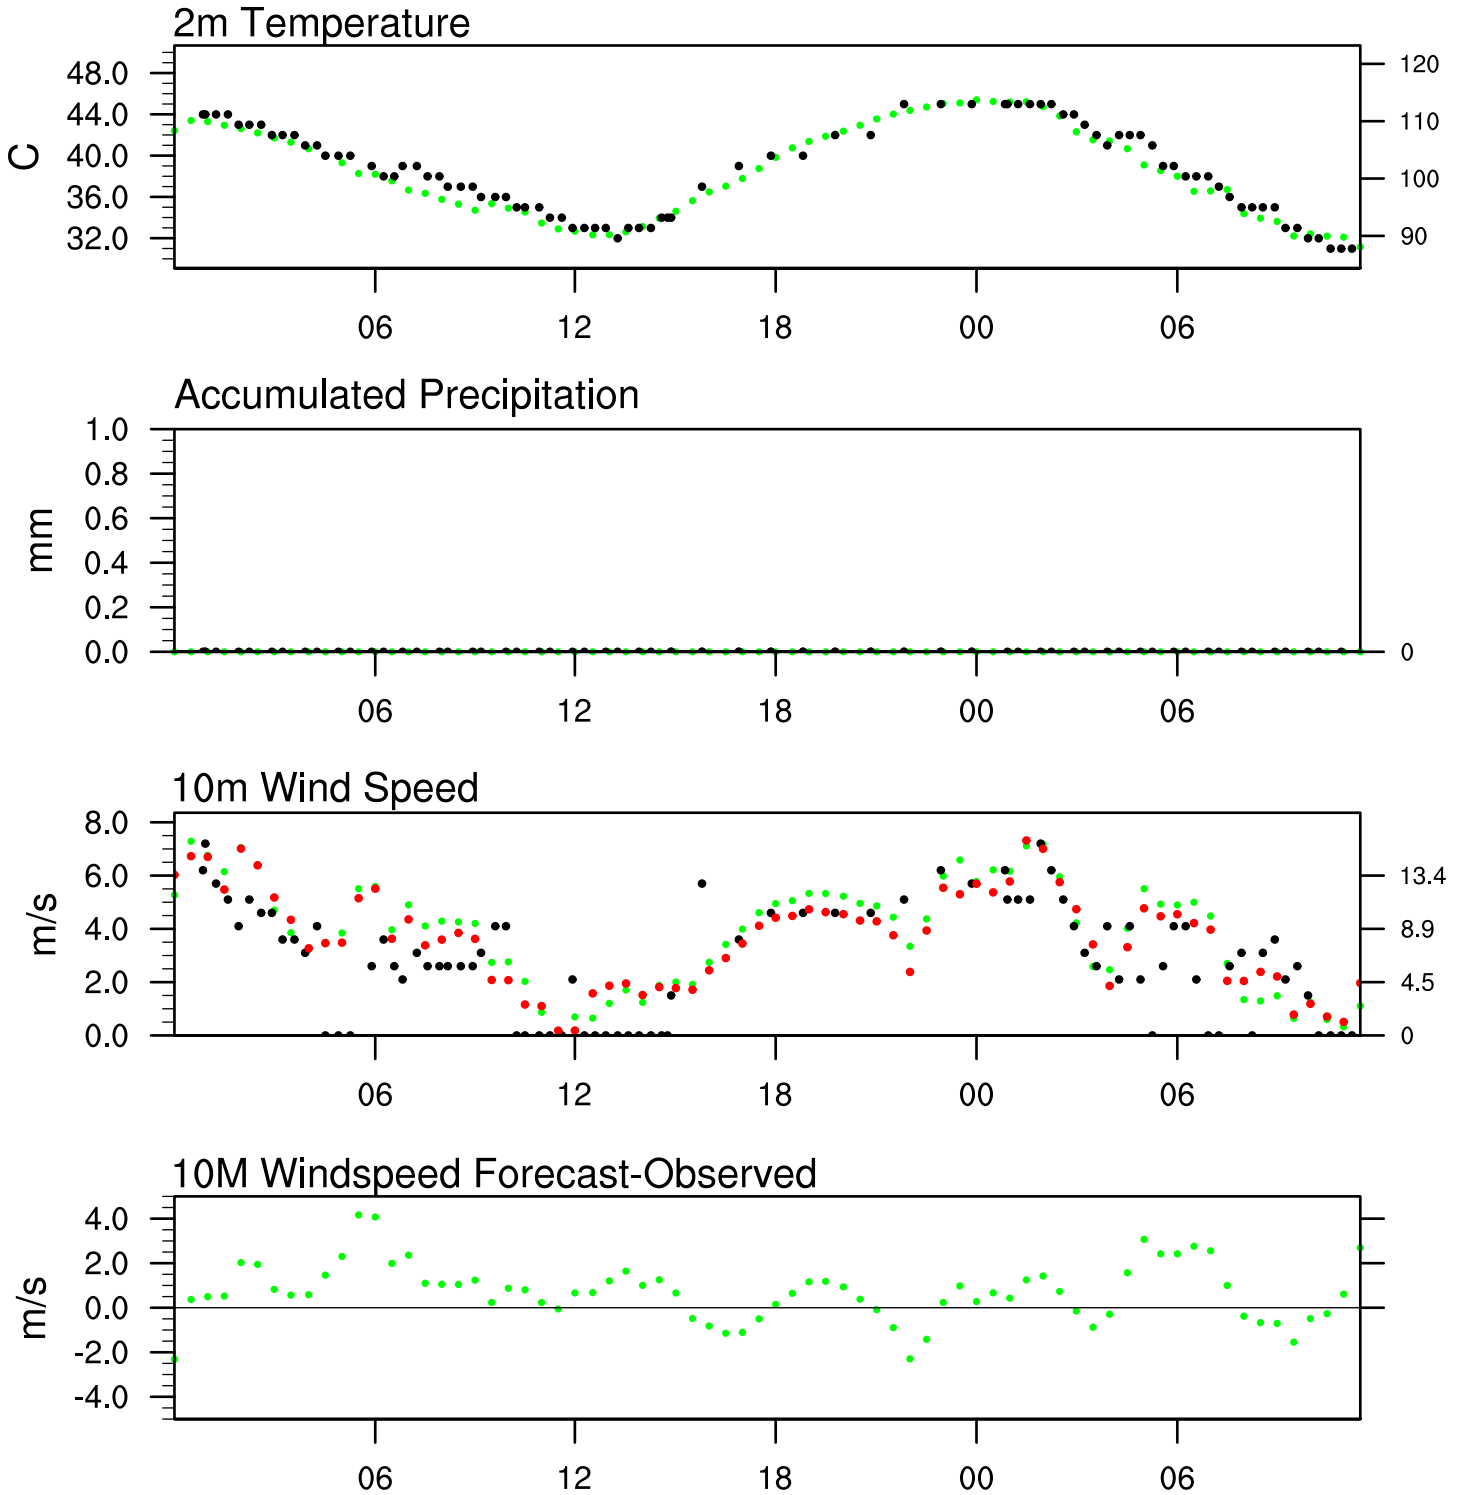 2m Temperature
48.0
44.0
40.0
36.0
32.0
C
120
110
100
90
06 12 18 00 06
Accumulated Precipitation
1.0
0.8
0.6
0.4
0.2
0.0
mm
0
06 12 18 00 06
10m Wind Speed
8.0
6.0
4.0
2.0
0.0
m/s
13.4
8.9
4.5
0
06 12 18 00 06
10M Windspeed Forecast-Observed
4.0
2.0
0.0
-2.0
-4.0
m/s
06 12 18 00 06